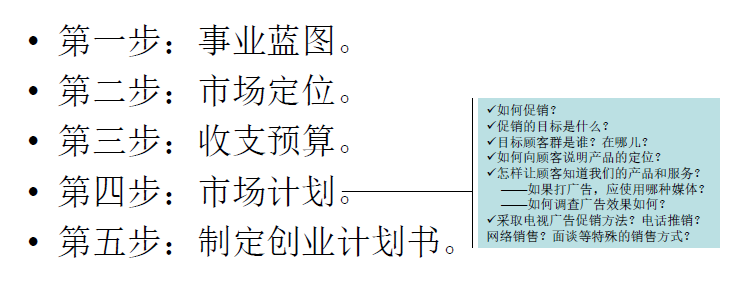 • 第一步：事业蓝图。
• 第二步：市场定位。
• 第三步：收支预算。
• 第四步：市场计划。
• 第五步：制定创业计划书。
✓如何促销？
✓促销的目标是什么？
✓目标顾客群是谁？在哪儿？
✓如何向顾客说明产品的定位？
✓怎样让顾客知道我们的产品和服务？
——如果打广告，应使用哪种媒体？
——如何调查广告效果如何？
✓采取电视广告促销方法？电话推销？
网络销售？面谈等特殊的销售方式？